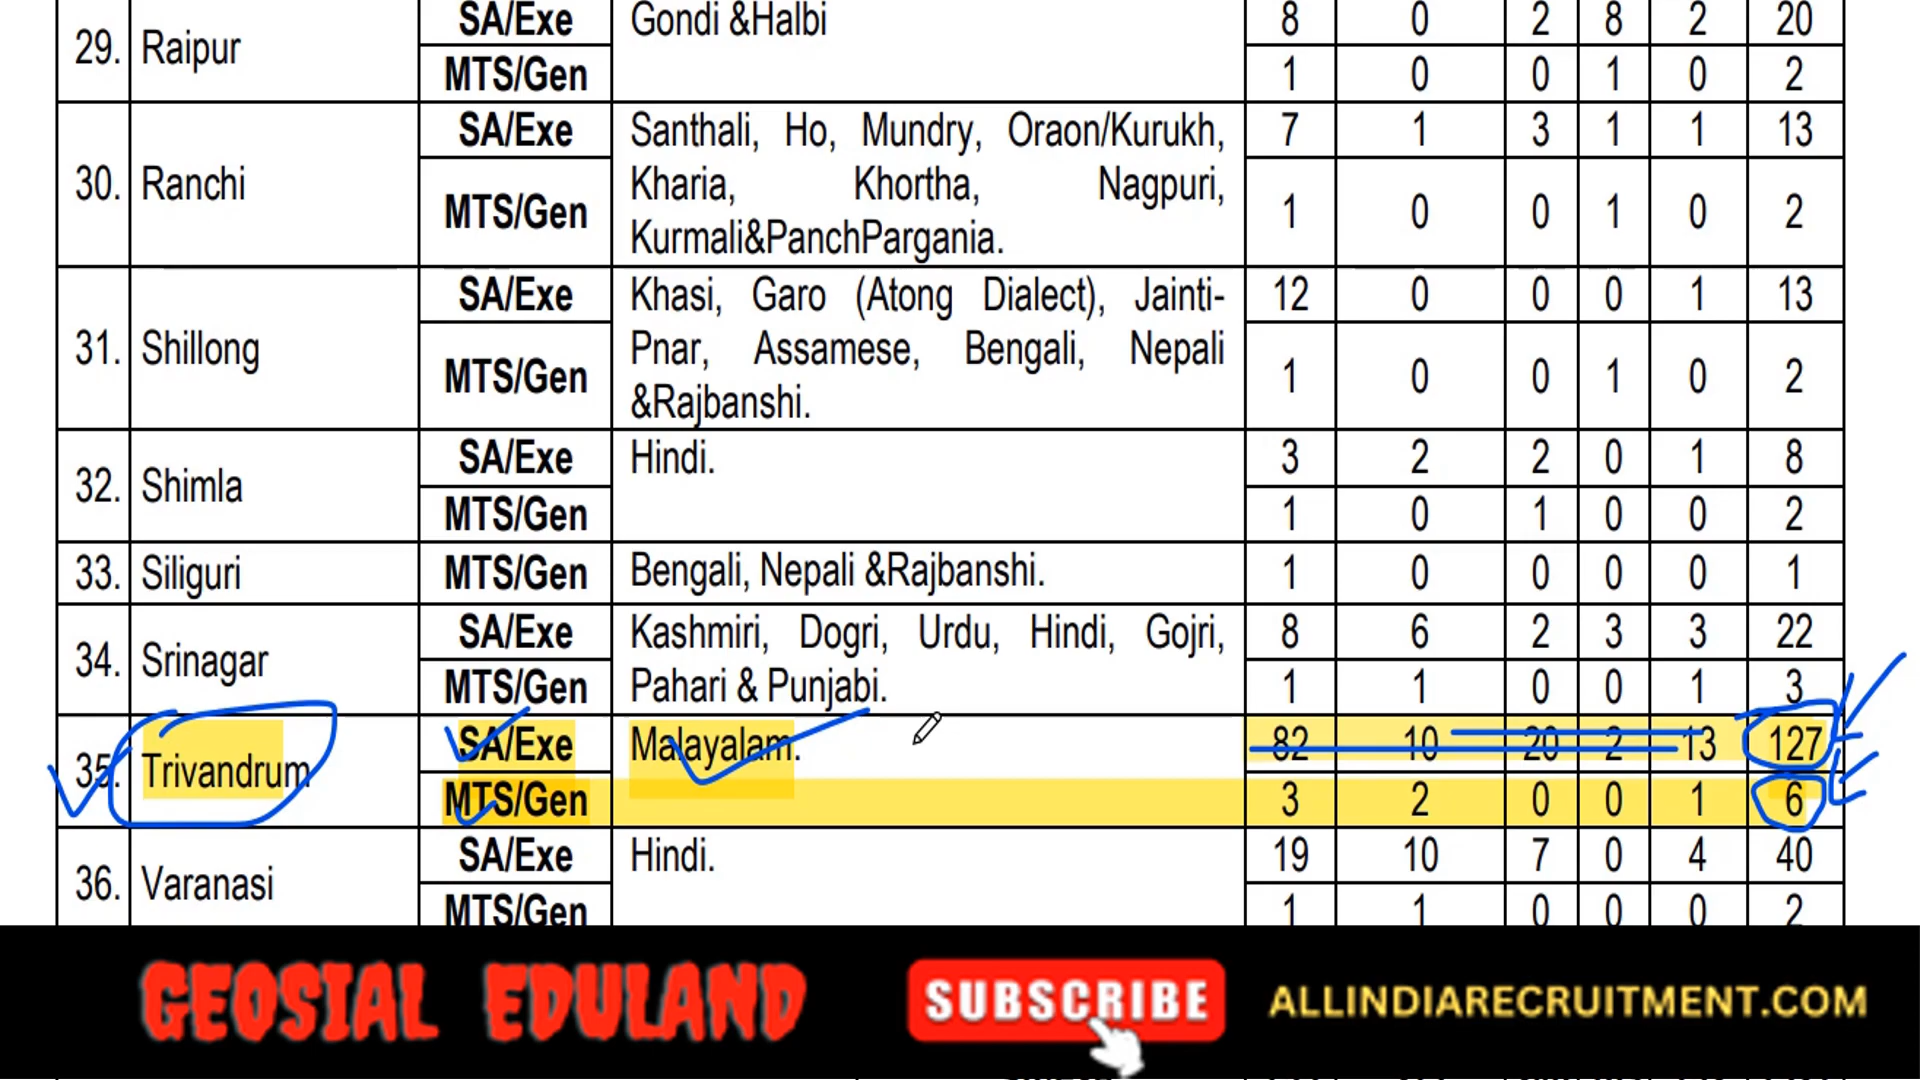 SA/Exe Gondi &Halbi 8 0 2 8 2 20
29. Raipur
MTS/Gen 1 0 0 1 0 2
SA/Exe Santhali, Ho, Mundry, Oraon/Kurukh, 7 1 3 1 1 13
30. Ranchi Kharia, Khortha, Nagpuri,
MTS/Gen 1 0 0 1 0 2
Kurmali&PanchPargania.
SA/Exe Khasi, Garo (Atong Dialect), Jainti- 12 0 0 0 1 13
31. Shillong Pnar, Assamese, Bengali, Nepali
MTS/Gen 1 0 0 1 0 2
&Rajbanshi.
SA/Exe Hindi. 3 2 2 0 1 8
32. Shimla
MTS/Gen 1 0 1 0 0 2
33. Siliguri MTS/Gen Bengali, Nepali &Rajbanshi. 1 0 0 0 0 1
SA/Exe Kashmiri, Dogri, Urdu, Hindi, Gojri, 8 6 2 3 3 22
34. Srinagar
MTS/Gen Pahari & Punjabi. 1 1 0 0 1 3
SA/Exe Malayalam. 82 10 20 2 13 127
35. Trivandrum
MTS/Gen 3 2 0 0 1 6
SA/Exe Hindi. 19 10 7 0 4 40
36. Varanasi
MTS/Gen 1 1 0 0 0 2
GEOSIAL EDULAND SUBSCRIBE ALLINDIARECRUITMENT.COM